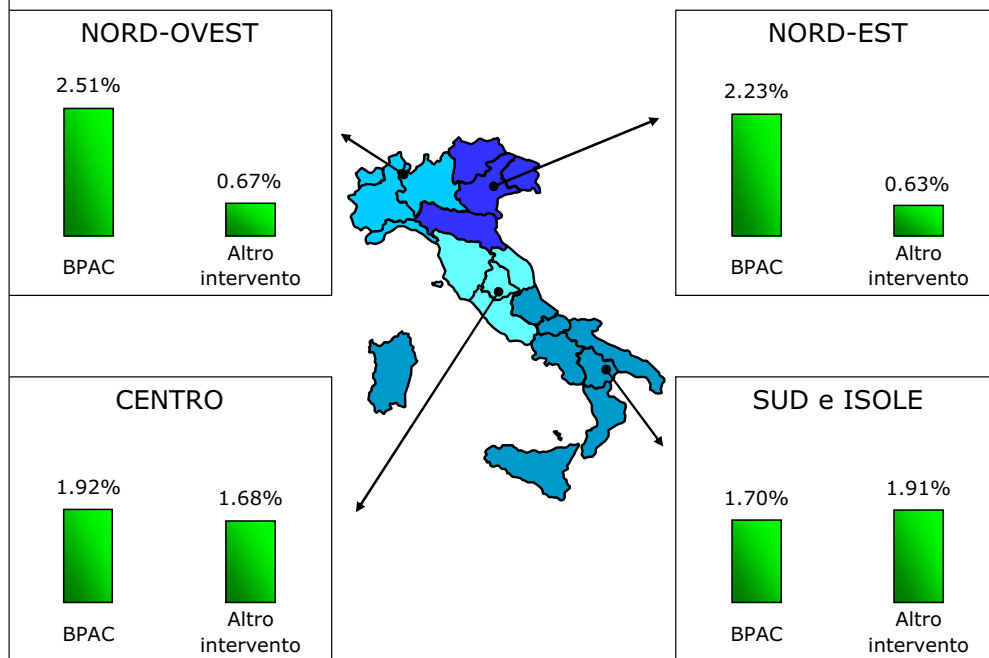 NORD-OVEST
2.51%
0.67%
BPAC
Altro
intervento
NORD-EST
2.23%
0.63%
BPAC
Altro
intervento
CENTRO
1.92%
1.68%
BPAC
Altro
intervento
SUD e ISOLE
1.70%
1.91%
BPAC
Altro
intervento